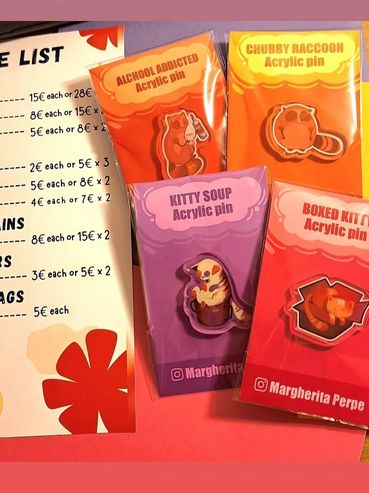 E LIST
15€ each or 28€
8€ each or 15€ x 2
5€ each or 8€ x 2
2€ each or 5€ x 3
5€ each or 8€ x 2
4€ each or 7€ x 2
AINS
8€ each or 15€ x 2
RS
3€ each or 5€ x 2
AGS
5€ each
ALCHOOL ADDICTED
Acrylic pin
CHUBBY RACCOON
Acrylic pin
KITTY SOUP
Acrylic pin
Margherita
BOXED KITTY
Acrylic pin
Margherita Perpe